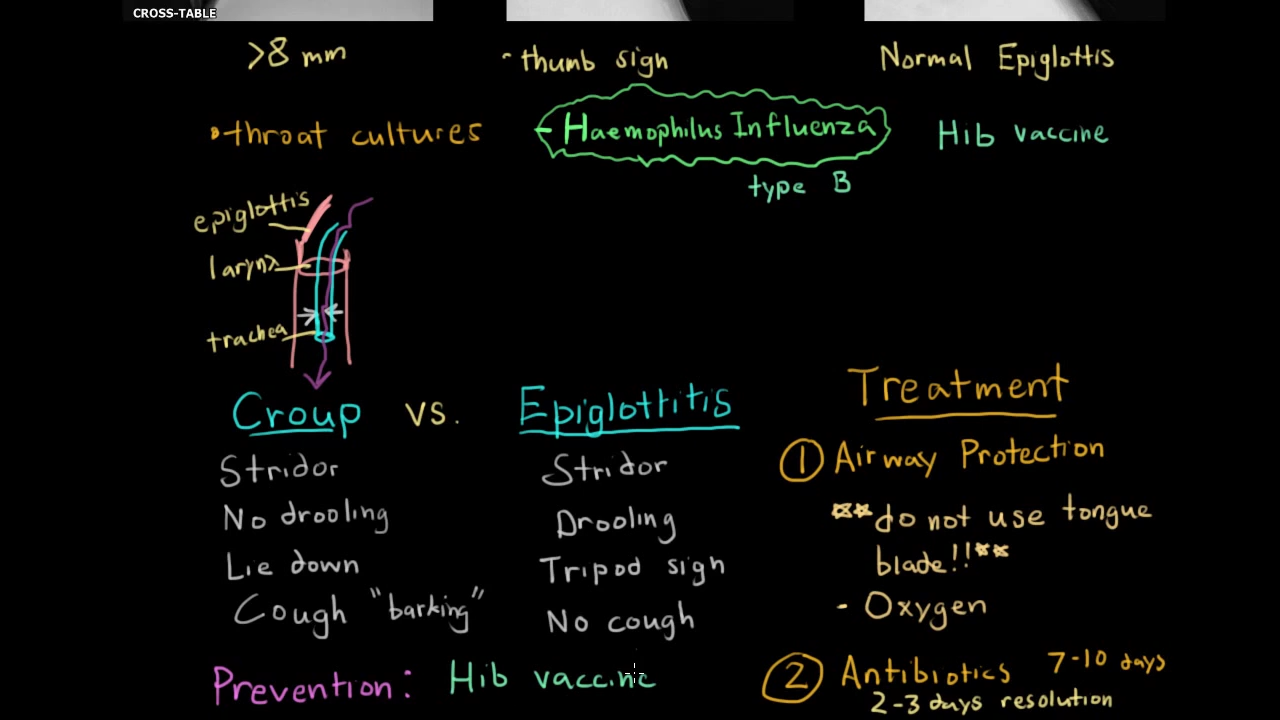 CROSS-TABLE
>8 mm
- thumb sign
Normal Epiglottis
• throat cultures
- Haemophilus Influenza
type B
Hib vaccine
epiglottis
larynx
trachea
Croup vs. Epiglottitis
Stridor
No drooling
Lie down
Cough "barking"
Stridor
Drooling
Tripod sign
No cough
Prevention: Hib vaccine
Treatment
① Airway Protection
**do not use tongue
blade!!**
- Oxygen
② Antibiotics 7-10 days
2-3 days resolution